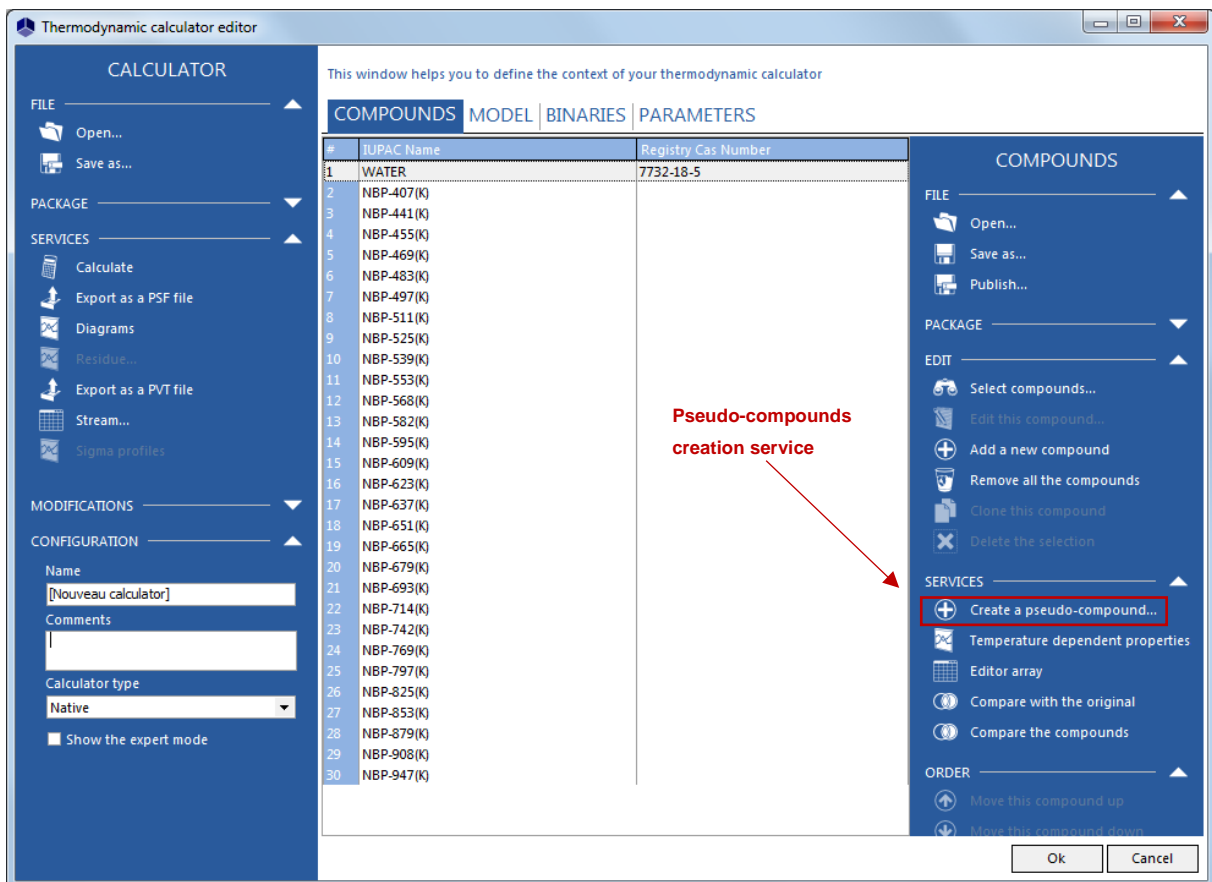 Thermodynamic calculator editor
CALCULATOR
FILE
Open...
Save as...
PACKAGE
SERVICES
Calculate
Export as a PSF file
Diagrams
Residue...
Export as a PVT file
Stream...
Sigma profiles
MODIFICATIONS
CONFIGURATION
Name
[Nouveau calculator]
Comments
Calculator type
Native
Show the expert mode
This window helps you to define the context of your thermodynamic calculator
COMPOUNDS MODEL BINARIES PARAMETERS
# IUPAC Name Registry Cas Number
1 WATER 7732-18-5
2 NBP-407(K)
3 NBP-441(K)
4 NBP-455(K)
5 NBP-469(K)
6 NBP-483(K)
7 NBP-497(K)
8 NBP-511(K)
9 NBP-525(K)
10 NBP-539(K)
11 NBP-553(K)
12 NBP-568(K)
13 NBP-582(K)
14 NBP-595(K)
15 NBP-609(K)
16 NBP-623(K)
17 NBP-637(K)
18 NBP-651(K)
19 NBP-665(K)
20 NBP-679(K)
21 NBP-693(K)
22 NBP-714(K)
23 NBP-742(K)
24 NBP-769(K)
25 NBP-797(K)
26 NBP-825(K)
27 NBP-853(K)
28 NBP-879(K)
29 NBP-908(K)
30 NBP-947(K)
Pseudo-compounds
creation service
COMPOUNDS
FILE
Open...
Save as...
Publish...
PACKAGE
EDIT
Select compounds...
Edit this compound...
Add a new compound
Remove all the compounds
Clone this compound
Delete the selection
SERVICES
Create a pseudo-compound...
Temperature dependent properties
Editor array
Compare with the original
Compare the compounds
ORDER
Move this compound up
Move this compound down
Ok Cancel